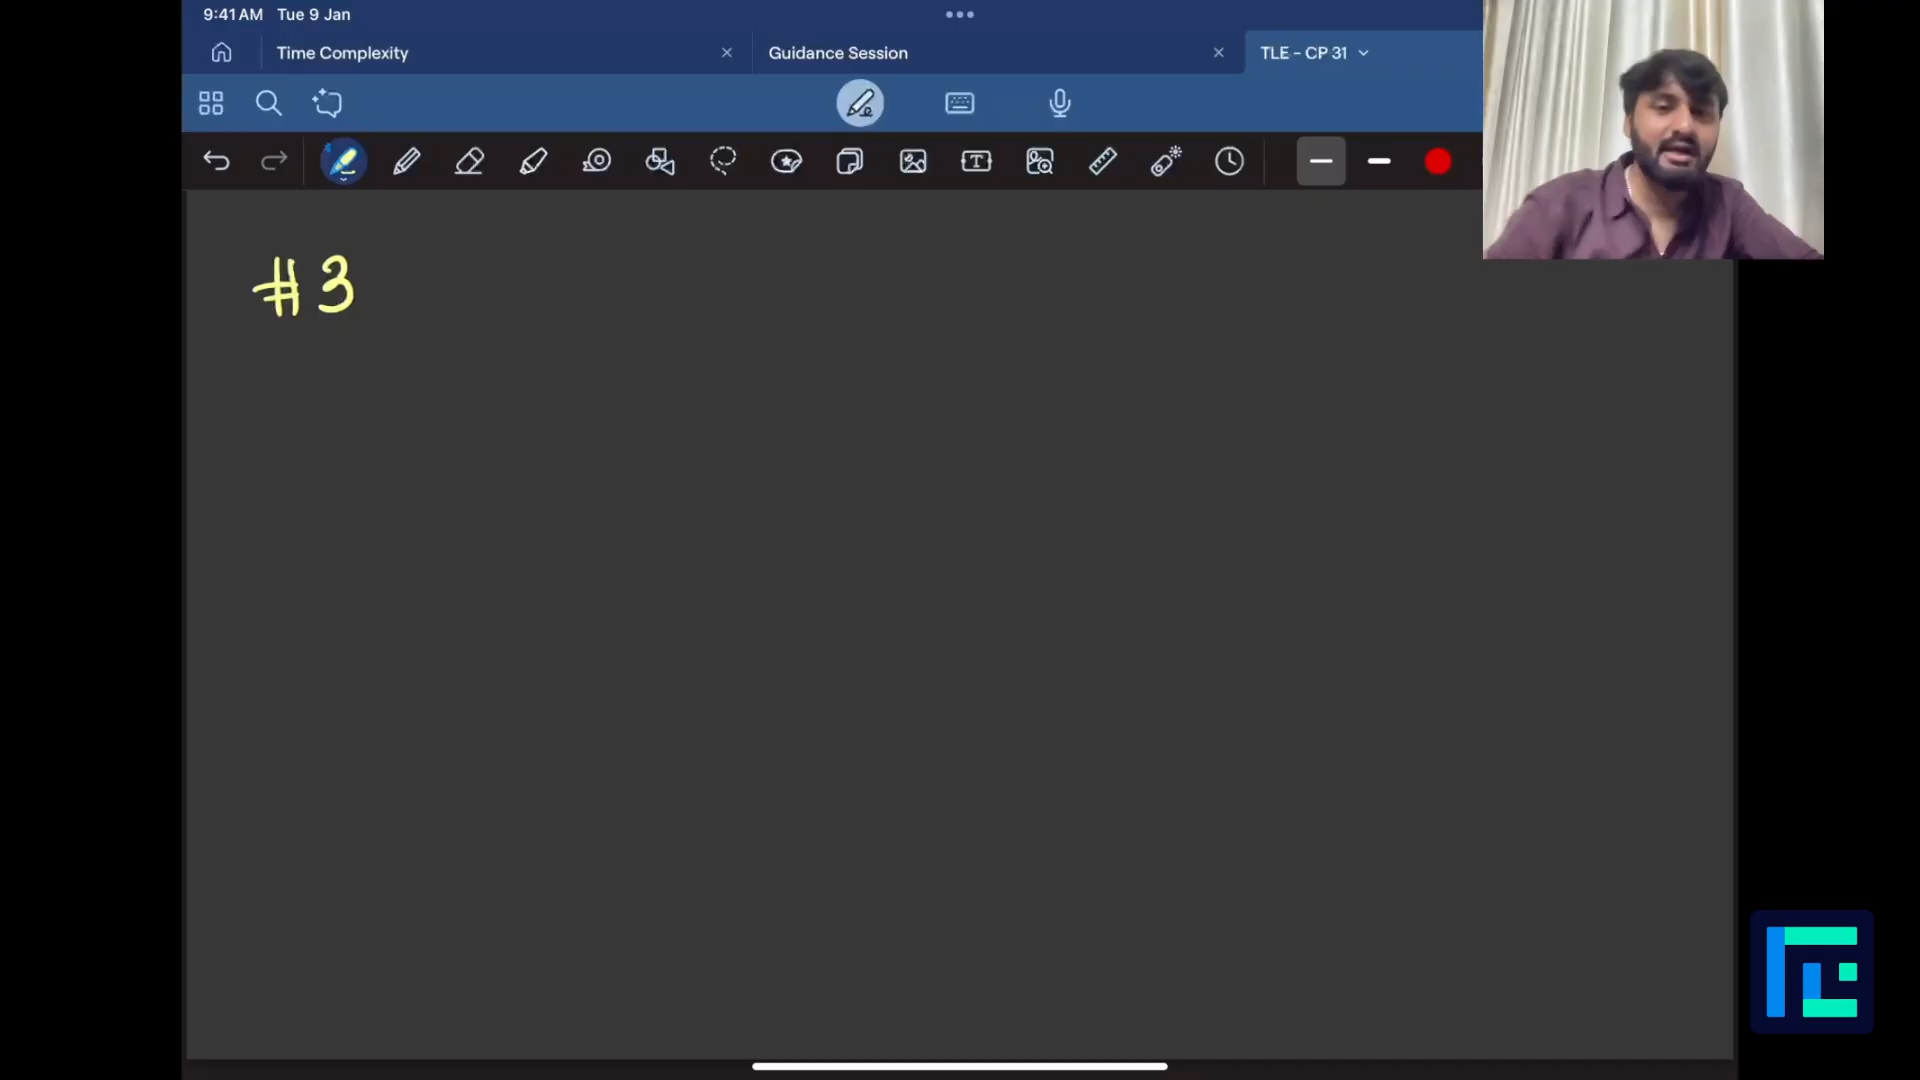 9:41 AM Tue 9 Jan
Time Complexity
Guidance Session
TLE - CP 31
#3